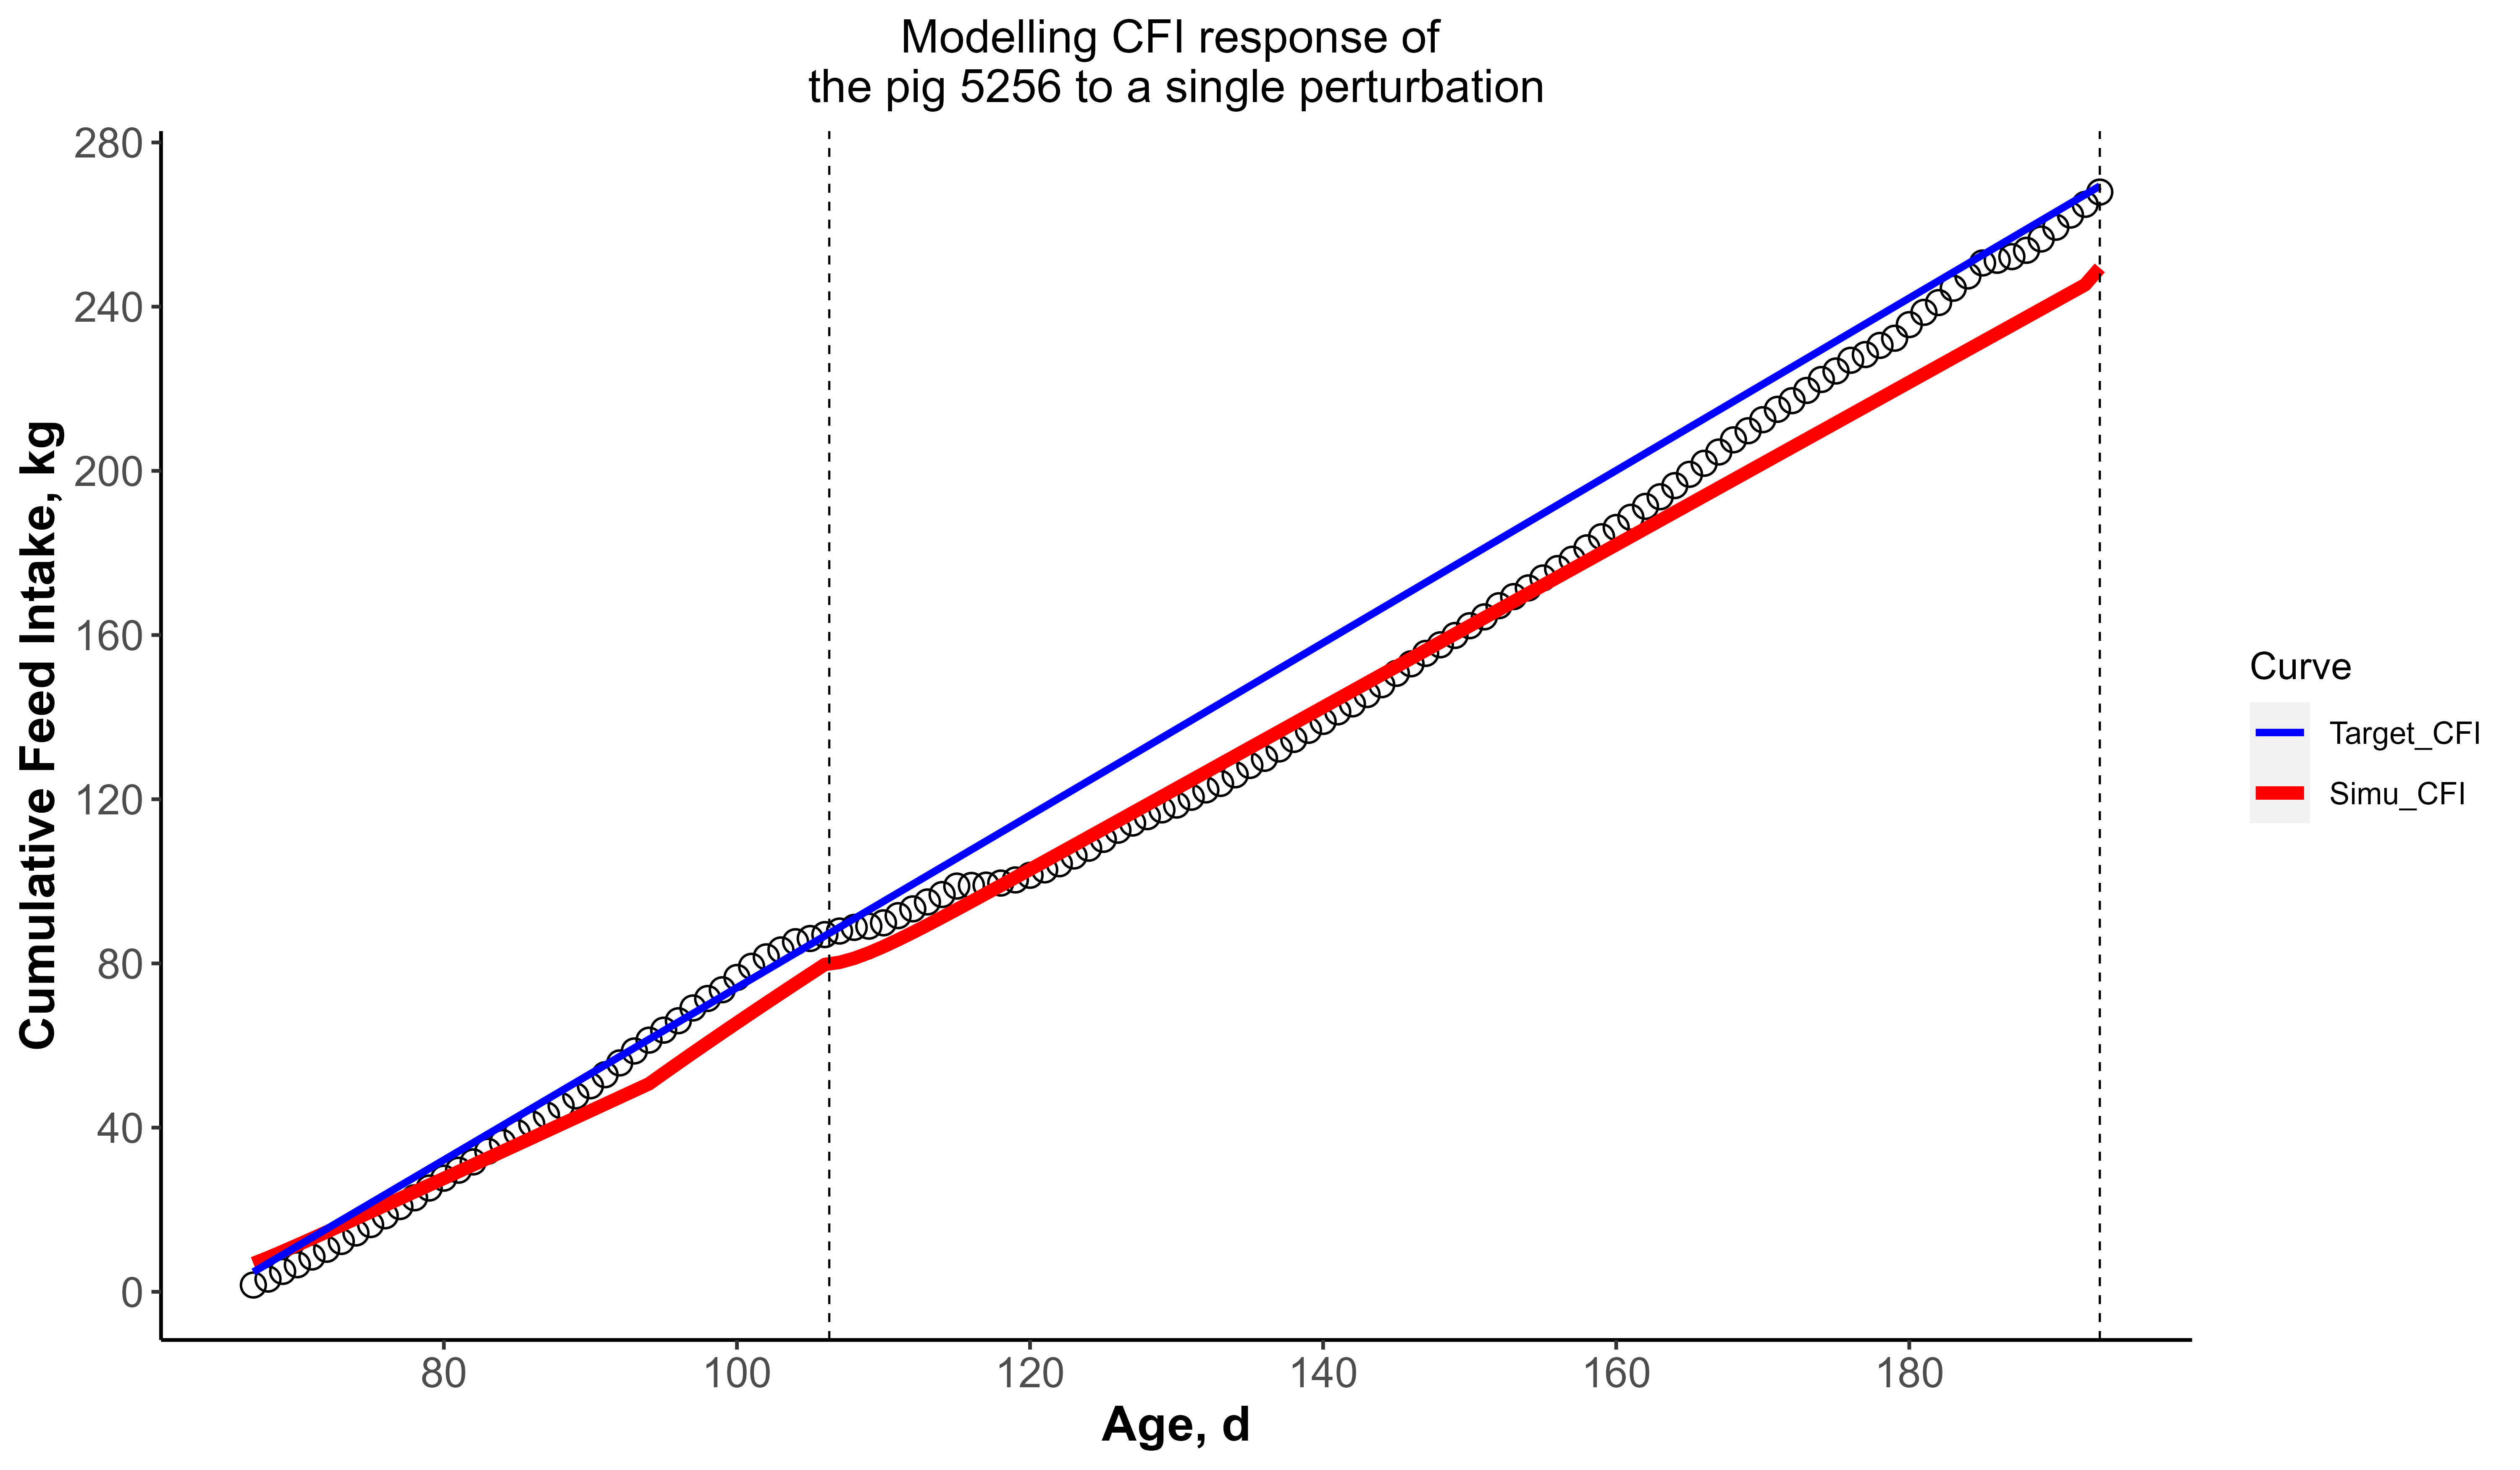 Modelling CFI response of
the pig 5256 to a single perturbation
Cumulative Feed Intake, kg
280
240
200
160
120
80
40
0
80 100 120 140 160 180
Age, d
Curve
Target_CFI
Simu_CFI